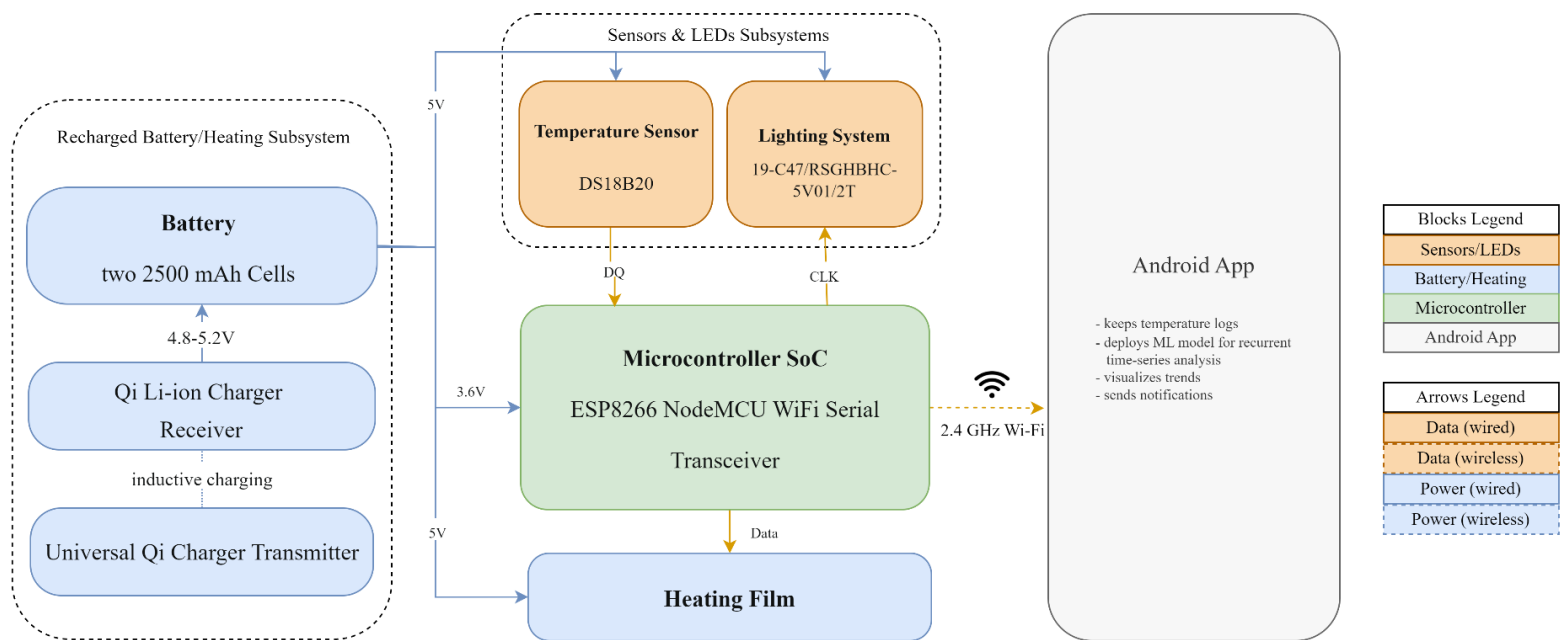 Recharged Battery/Heating Subsystem
Battery
two 2500 mAh Cells
4.8-5.2V
Qi Li-ion Charger
Receiver
inductive charging
Universal Qi Charger Transmitter
5V
3.6V
5V
Sensors & LEDs Subsystems
Temperature Sensor
DS18B20
Lighting System
19-C47/RSGHBHC-
5V01/2T
DQ
CLK
Microcontroller SoC
ESP8266 NodeMCU WiFi Serial
Transceiver
Data
Heating Film
2.4 GHz Wi-Fi
Android App
- keeps temperature logs
- deploys ML model for recurrent
time-series analysis
- visualizes trends
- sends notifications
Blocks Legend
Sensors/LEDs
Battery/Heating
Microcontroller
Android App
Arrows Legend
Data (wired)
Data (wireless)
Power (wired)
Power (wireless)